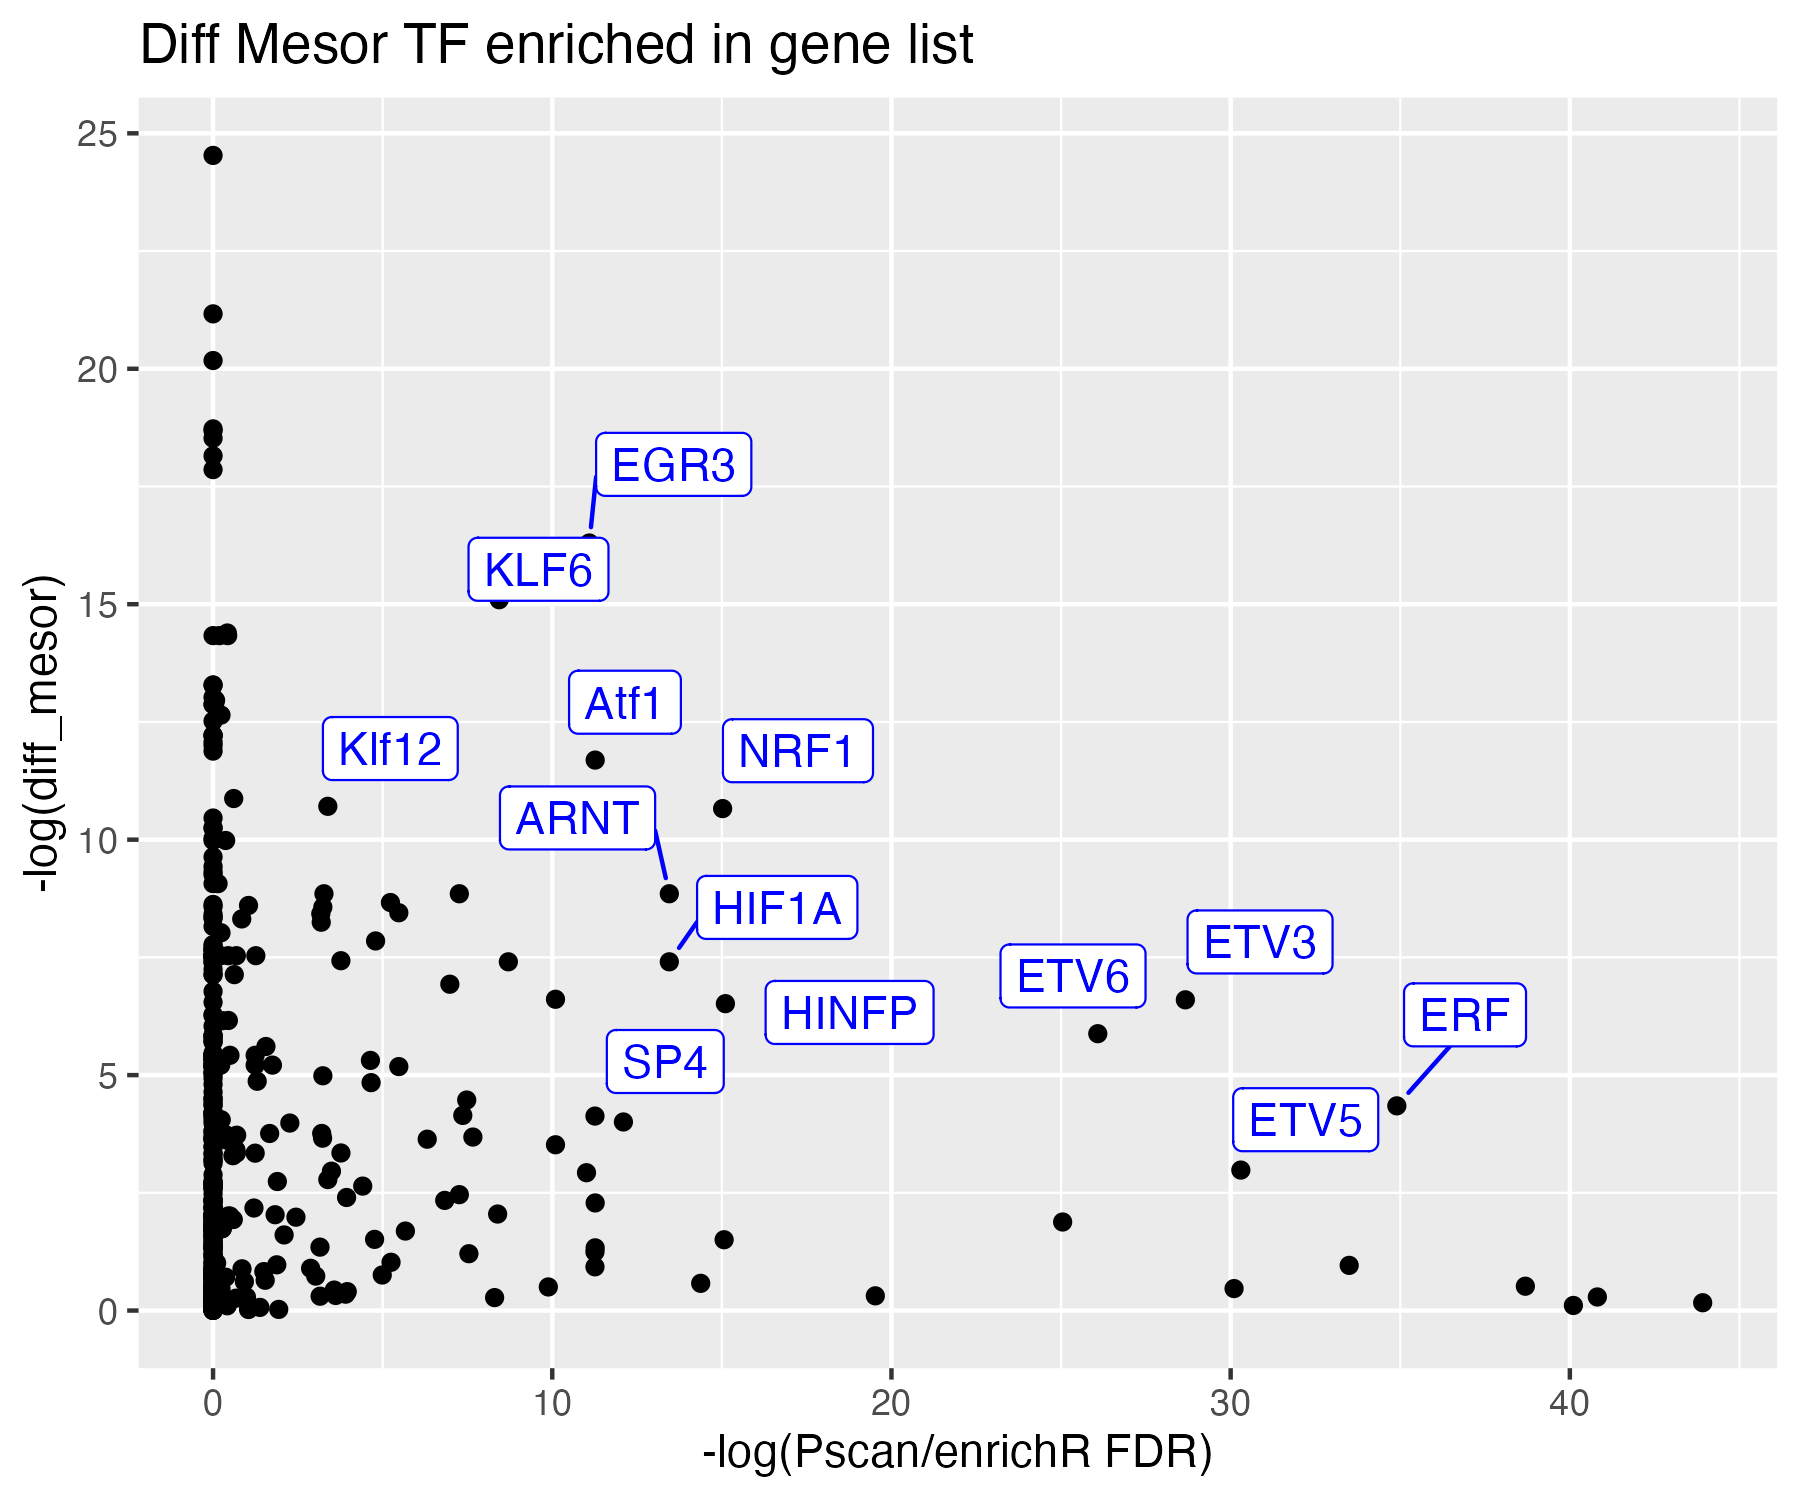 Diff Mesor TF enriched in gene list
25
20
15
10
5
0
-log(diff_mesor)
EGR3
KLF6
Atf1
Klf12
NRF1
ARNT
HIF1A
ETV3
ETV6
HINFP
ERF
SP4
ETV5
0
10
20
30
40
-log(Pscan/enrichR FDR)